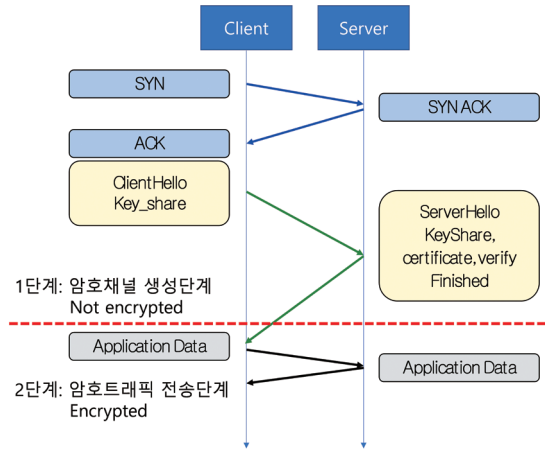 Client
Server
SYN
SYN ACK
ACK
ClientHello
Key_share
ServerHello
KeyShare,
certificate,verify
Finished
1단계: 암호채널 생성단계
Not encrypted
Application Data
Application Data
2단계: 암호트래픽 전송단계
Encrypted